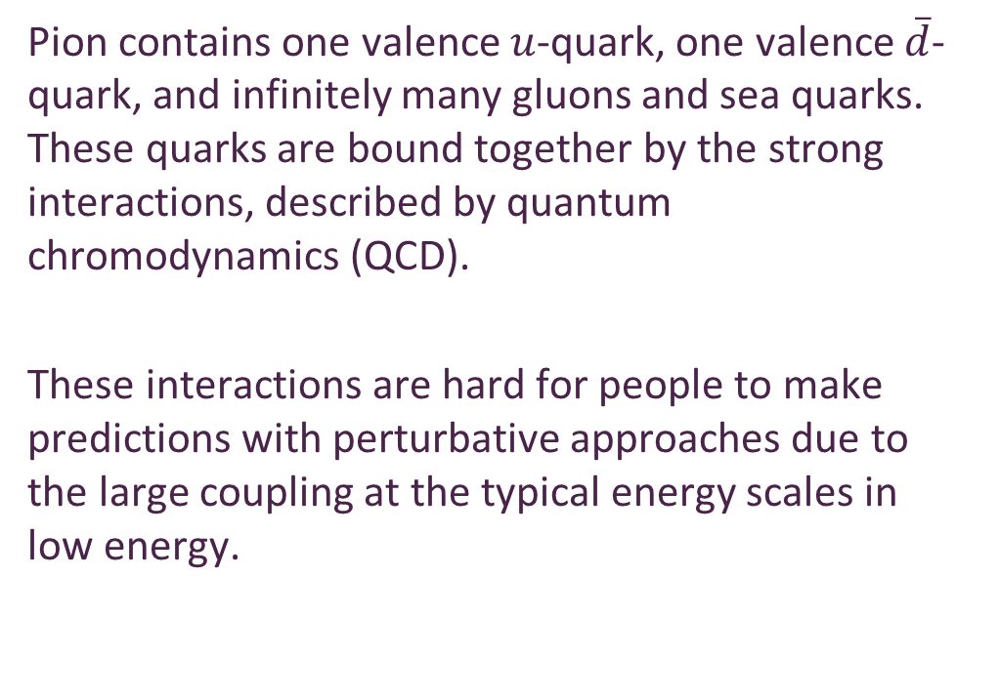 Pion contains one valence u-quark, one valence d̄-
quark, and infinitely many gluons and sea quarks.
These quarks are bound together by the strong
interactions, described by quantum
chromodynamics (QCD).
These interactions are hard for people to make
predictions with perturbative approaches due to
the large coupling at the typical energy scales in
low energy.